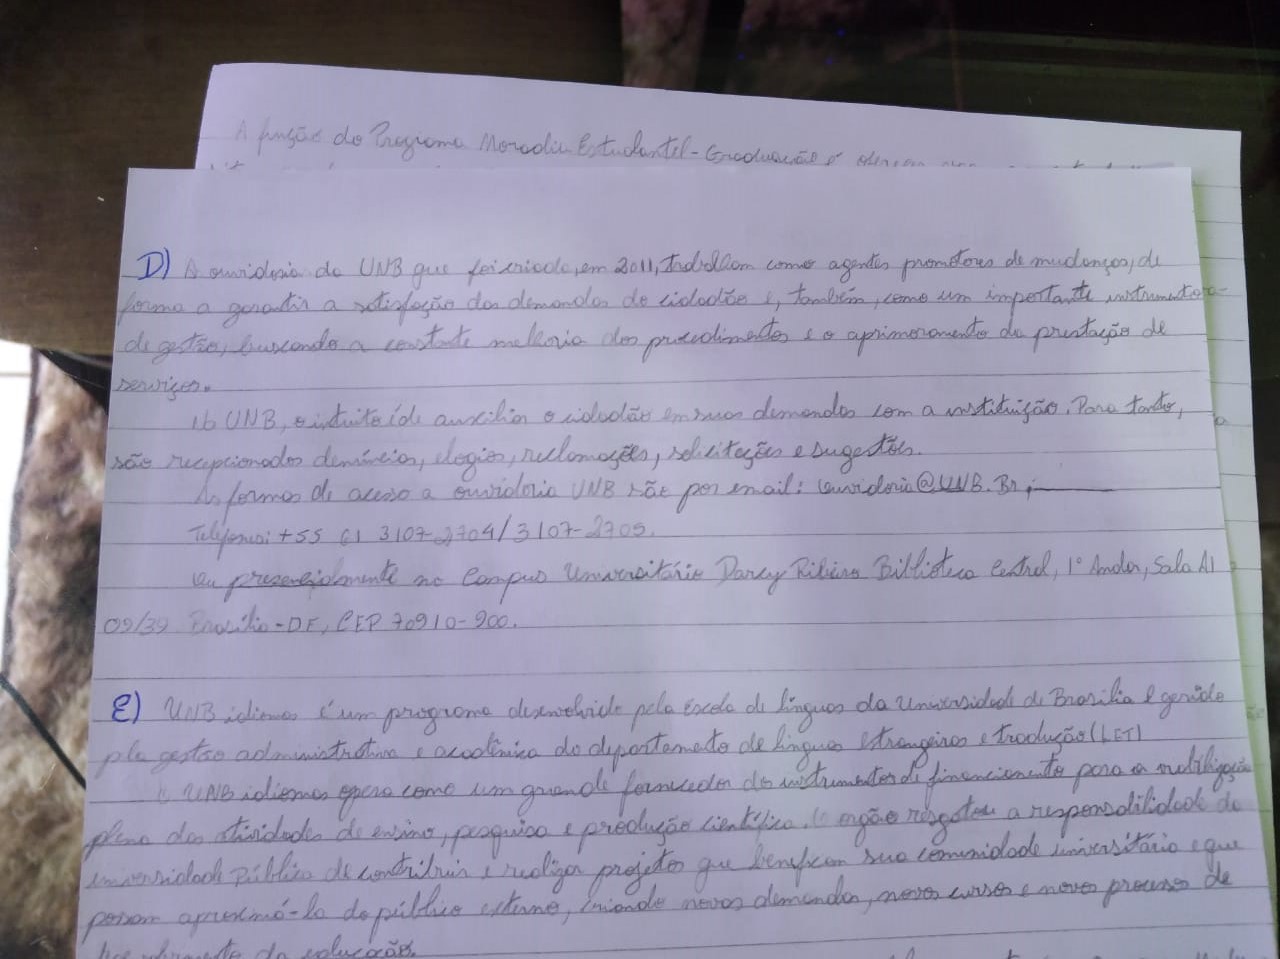 A função do Programa Moradia Estudantil-Graduação é
D) A ouvidoria da UNB que foi criada, em 2011, trabalham como agentes promotores de mudanças, de
forma a garantir a satisfação das demandas do cidadão e, também, como um importante instrumento
de gestão, buscando a constante melhoria dos procedimentos e o aprimoramento da prestação de
serviços.
UNB, o intuito é de auxiliar o cidadão em suas demandas com a instituição. Para tanto,
são recepcionados denúncias, elogios, reclamações, solicitações e sugestões.
As formas de acesso a ouvidoria UNB são por email: Ouvidoria@UNB.Br;
Telefones: +55 61 3107-2704/3107-2705.
Ou presencialmente no Campus Universitário Darcy Ribeiro Biblioteca Central, 1º Andar, Sala A1
09/39 Brasília-DF, CEP 70910-900.
E) UNB idiomas é um programa desenvolvido pela Escola de línguas da Universidade de Brasília e gerido
pla gestão administrativa e acadêmica do departamento de línguas estrangeiras e tradução (LET)
O UNB idiomas opera como um grande fornecedor dos instrumentos de financiamento para a
plena das atividades de ensino, pesquisa e produção científica. O orgão resgatou a responsabilidade da
universidade Pública de contribuir e realizar projetos que beneficam sua comunidade universitária e que
possam aproximá-la do público externo, criando novas demandas, novos cursos e novos processos de
da educação.